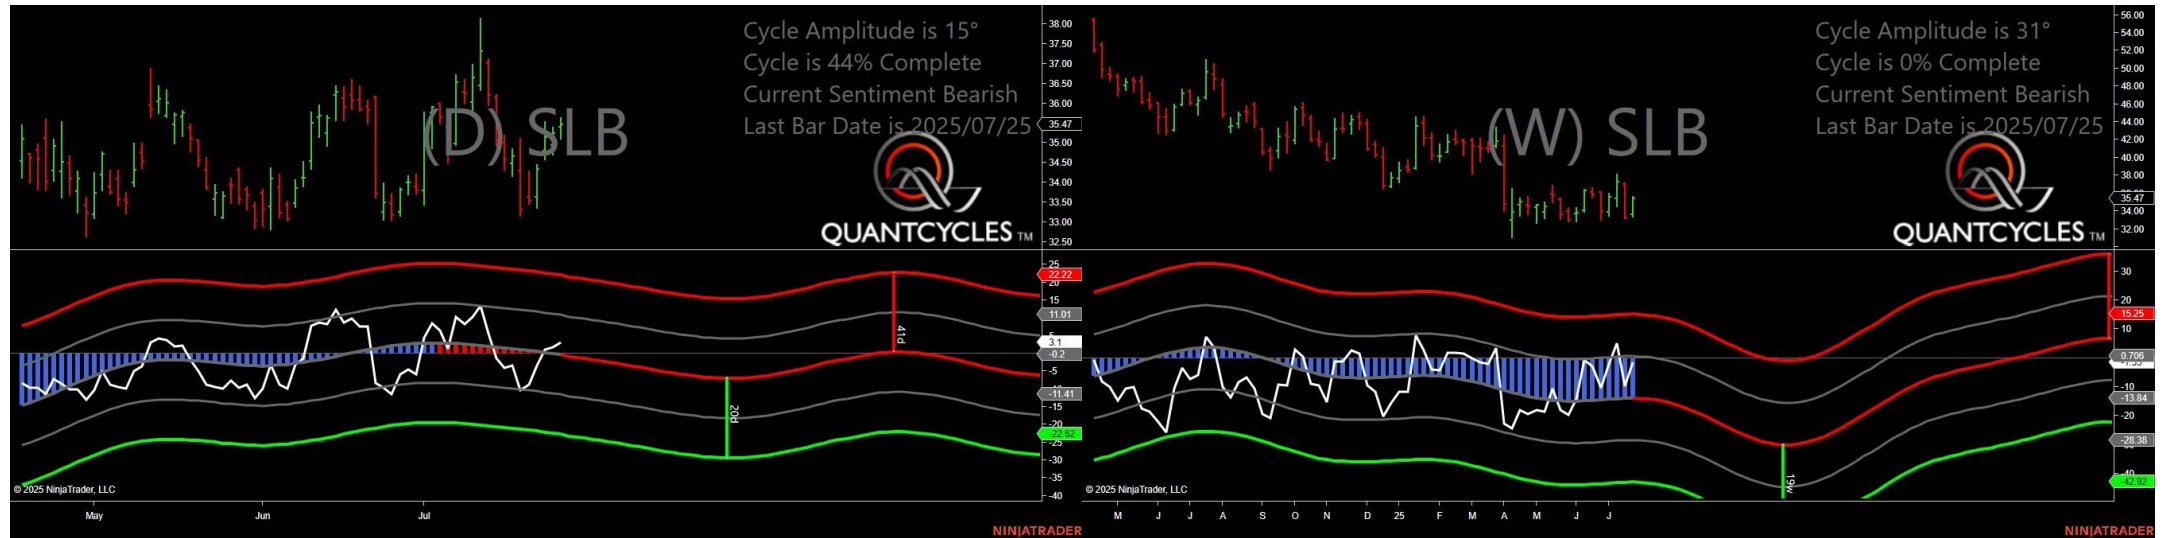 Cycle Amplitude is 15°
Cycle is 44% Complete
Current Sentiment Bearish
Last Bar Date is 2025/07/25
(D) SLB
QUANTCYCLES TM
38.00
37.50
37.00
36.50
36.00
35.47
35.00
34.50
34.00
33.50
33.00
32.50
25
22.22
20
15
11.01
5
3.1
-0.2
-5
-11.41
-15
-20
-22.62
-25
-30
-35
-40
41d
20d
© 2025 NinjaTrader, LLC
May
Jun
Jul
NINJATRADER
Cycle Amplitude is 31°
Cycle is 0% Complete
Current Sentiment Bearish
Last Bar Date is 2025/07/25
(W) SLB
QUANTCYCLES TM
56.00
54.00
52.00
50.00
48.00
46.00
44.00
42.00
40.00
38.00
35.47
34.00
32.00
30
20
15.25
10
0.706
-10
-13.84
-20
-28.38
-40
-42.92
19w
© 2025 NinjaTrader, LLC
M
J
J
A
S
O
N
D
25
F
M
A
M
J
J
NINJATRADER